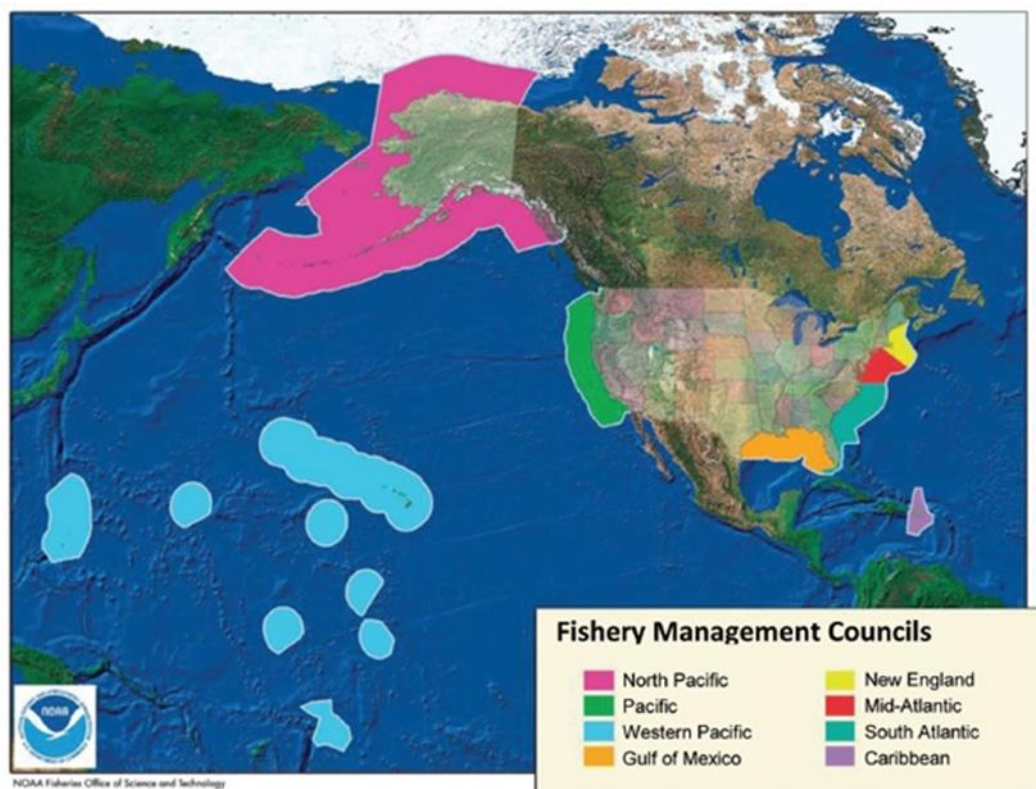 Fishery Management Councils
North Pacific
Pacific
Western Pacific
Gulf of Mexico
New England
Mid-Atlantic
South Atlantic
Caribbean
NOAA
NOAA Fisheries Office of Science and Technology